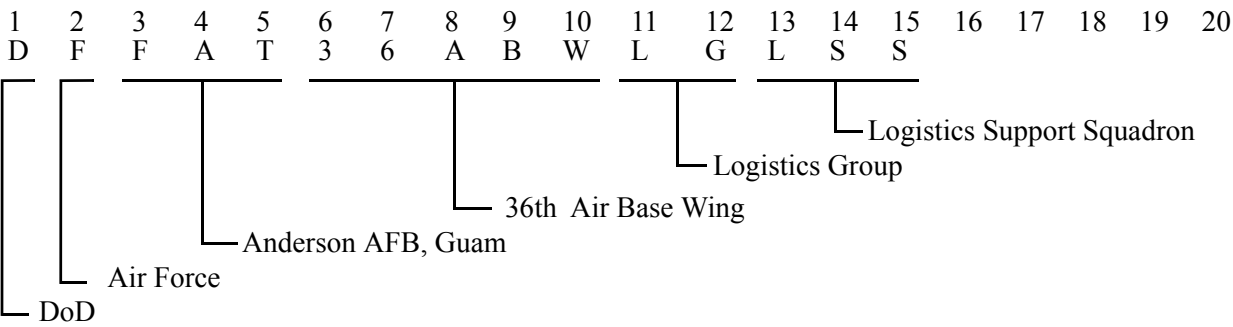 1 2 3 4 5 6 7 8 9 10 11 12 13 14 15 16 17 18 19 20
D F F A T 3 6 A B W L G L S S
Logistics Support Squadron
Logistics Group
36th Air Base Wing
Anderson AFB, Guam
Air Force
DoD